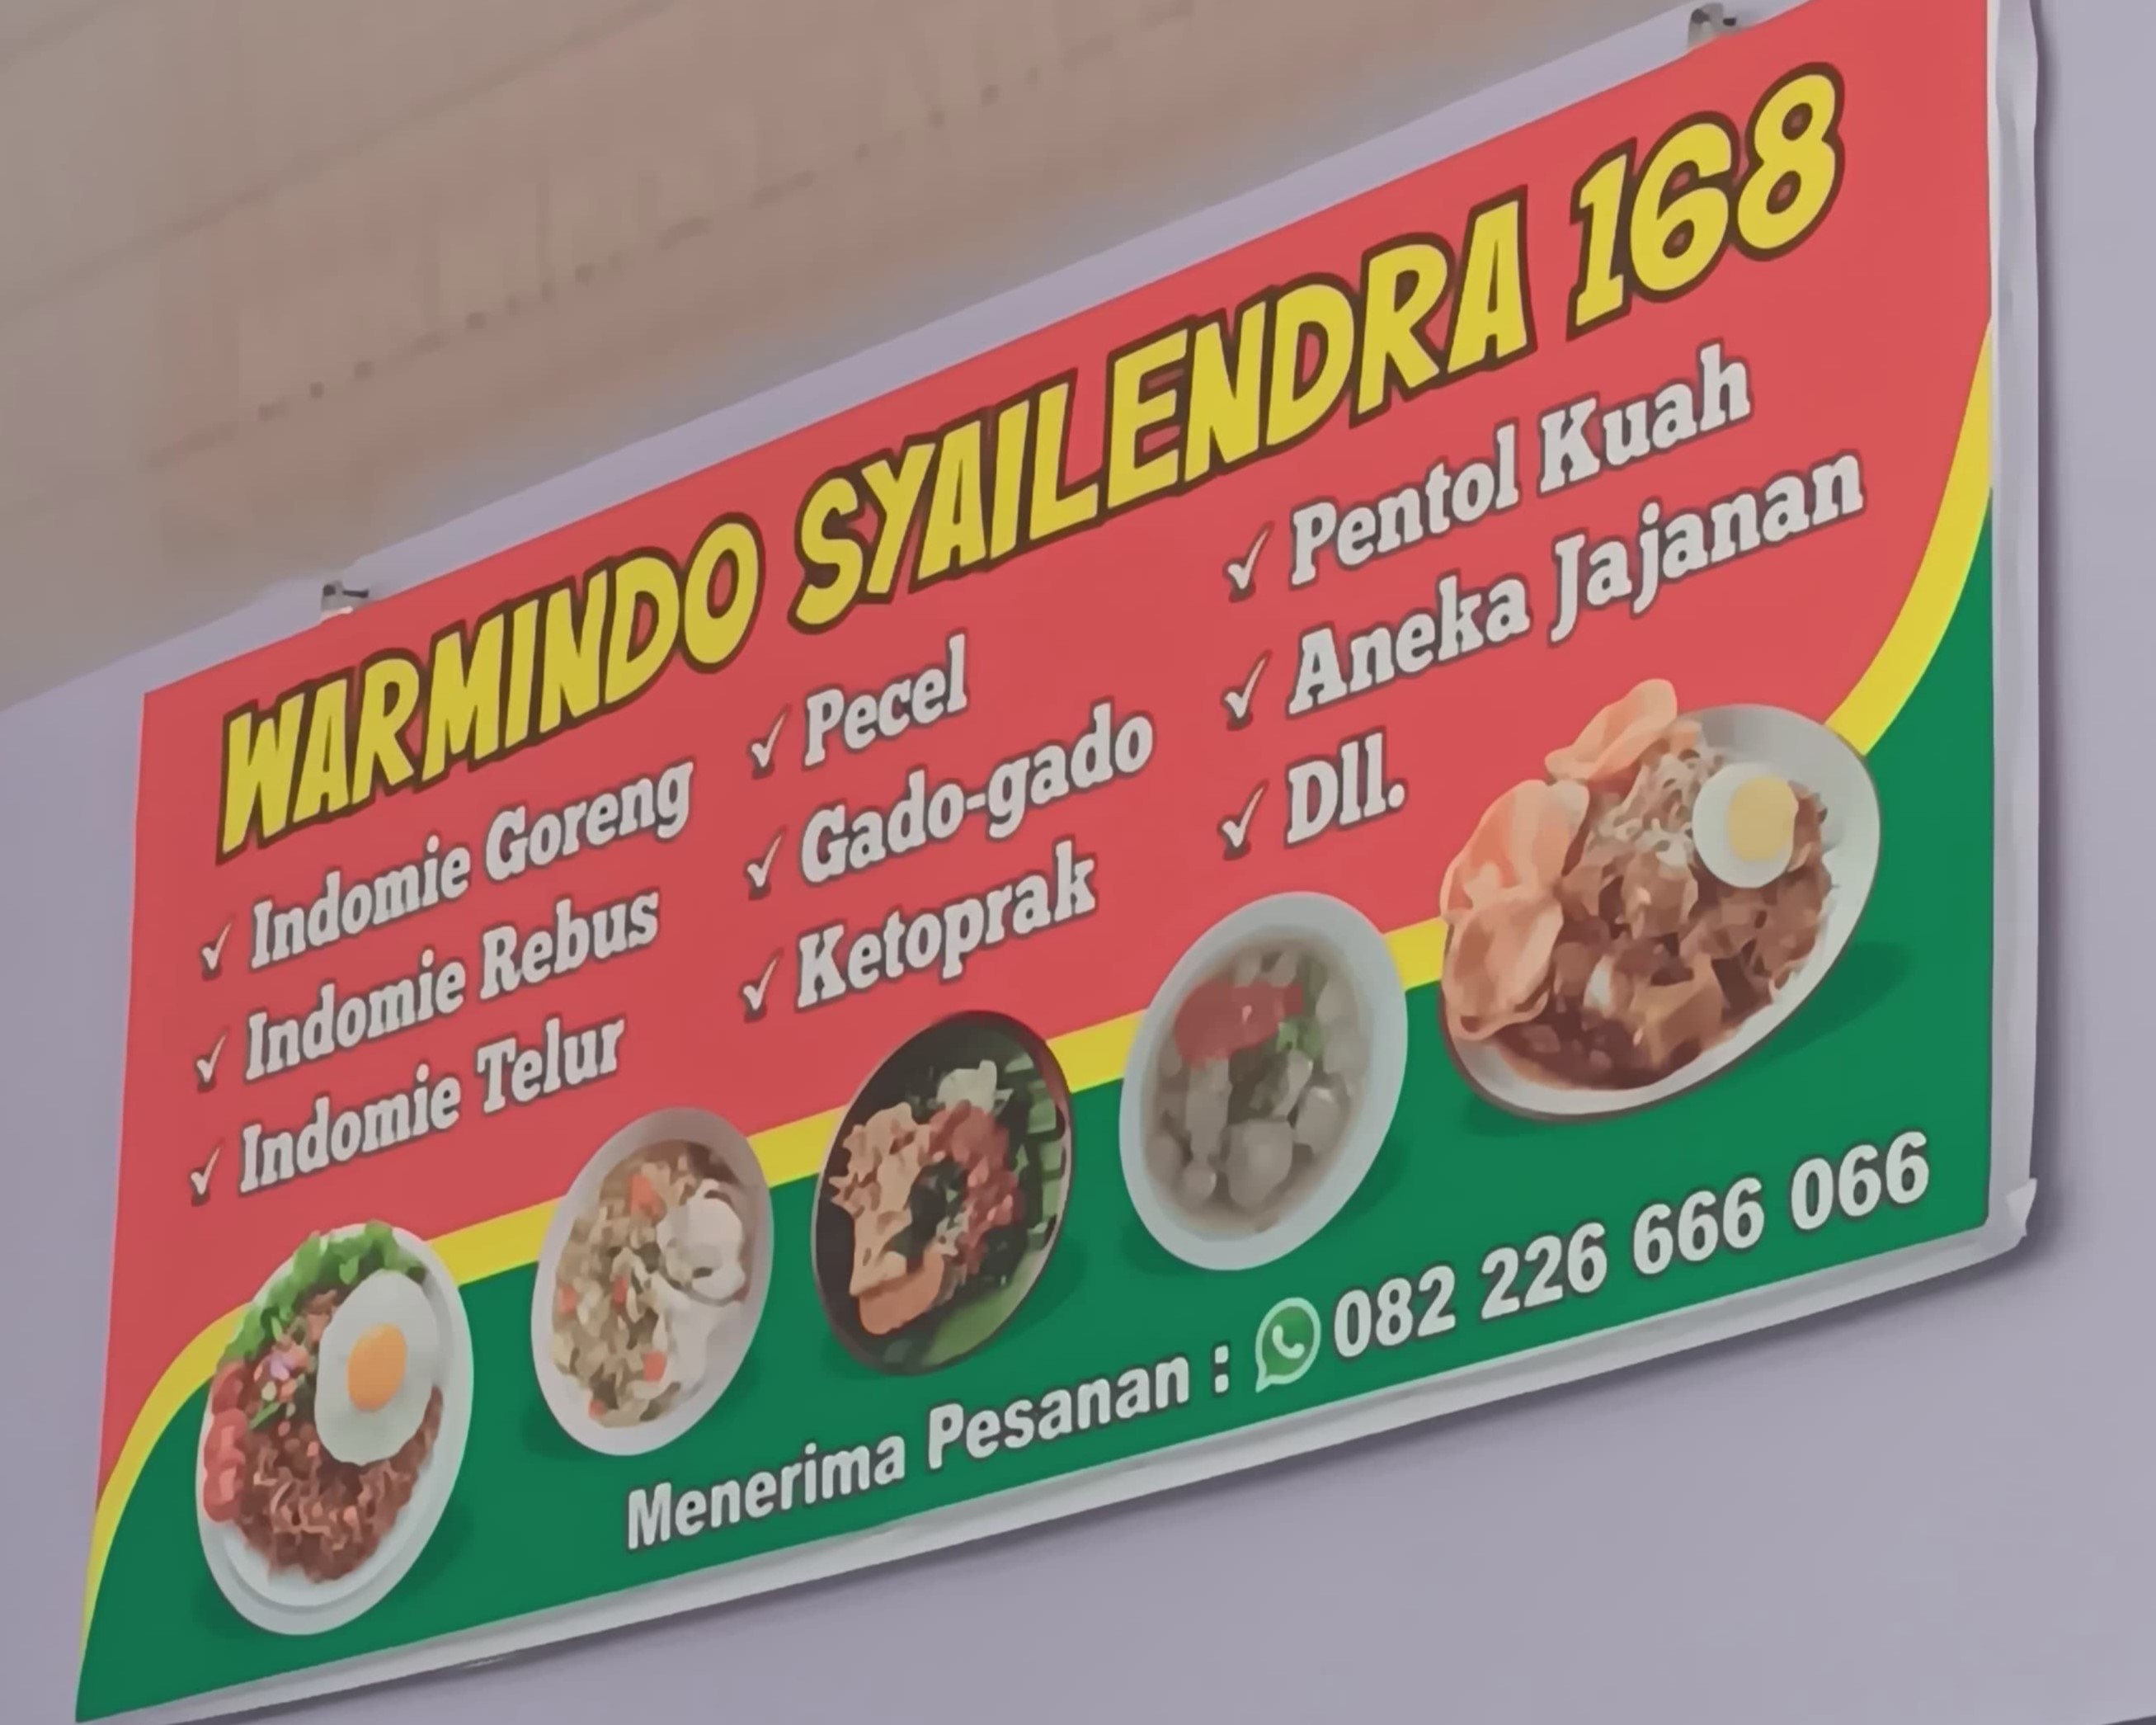 WARMINDO SYAILENDRA 168
✓ Indomie Goreng
✓ Indomie Rebus
✓ Indomie Telur
✓ Pecel
✓ Gado-gado
✓ Ketoprak
✓ Pentol Kuah
✓ Aneka Jajanan
✓ Dll.
Menerima Pesanan : 082 226 666 066